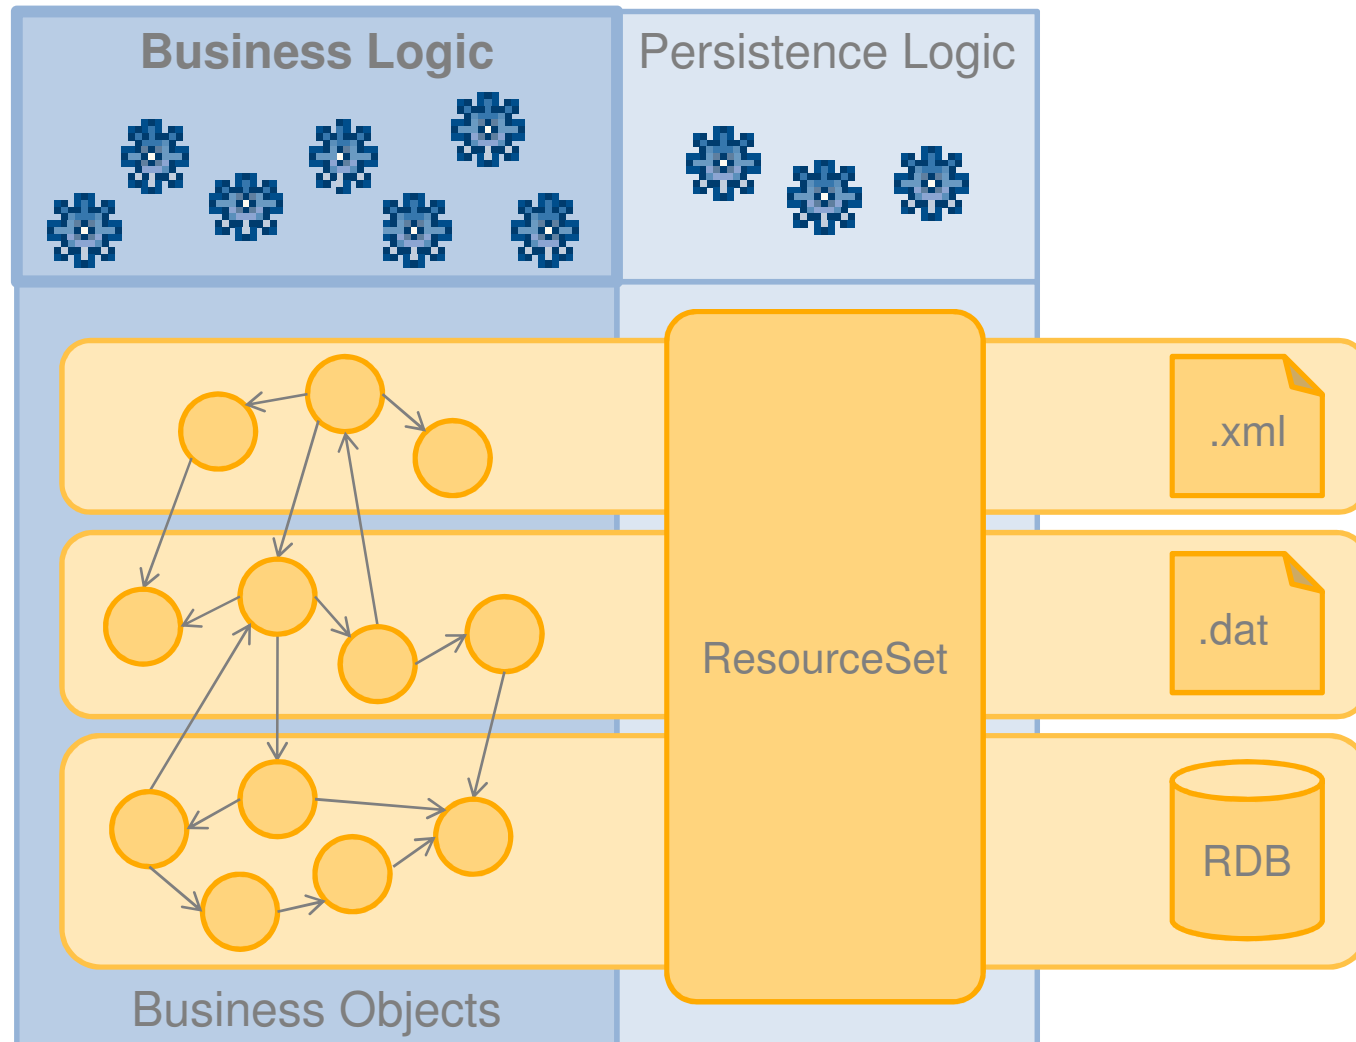 Business Logic
Persistence Logic
.xml
.dat
ResourceSet
RDB
Business Objects